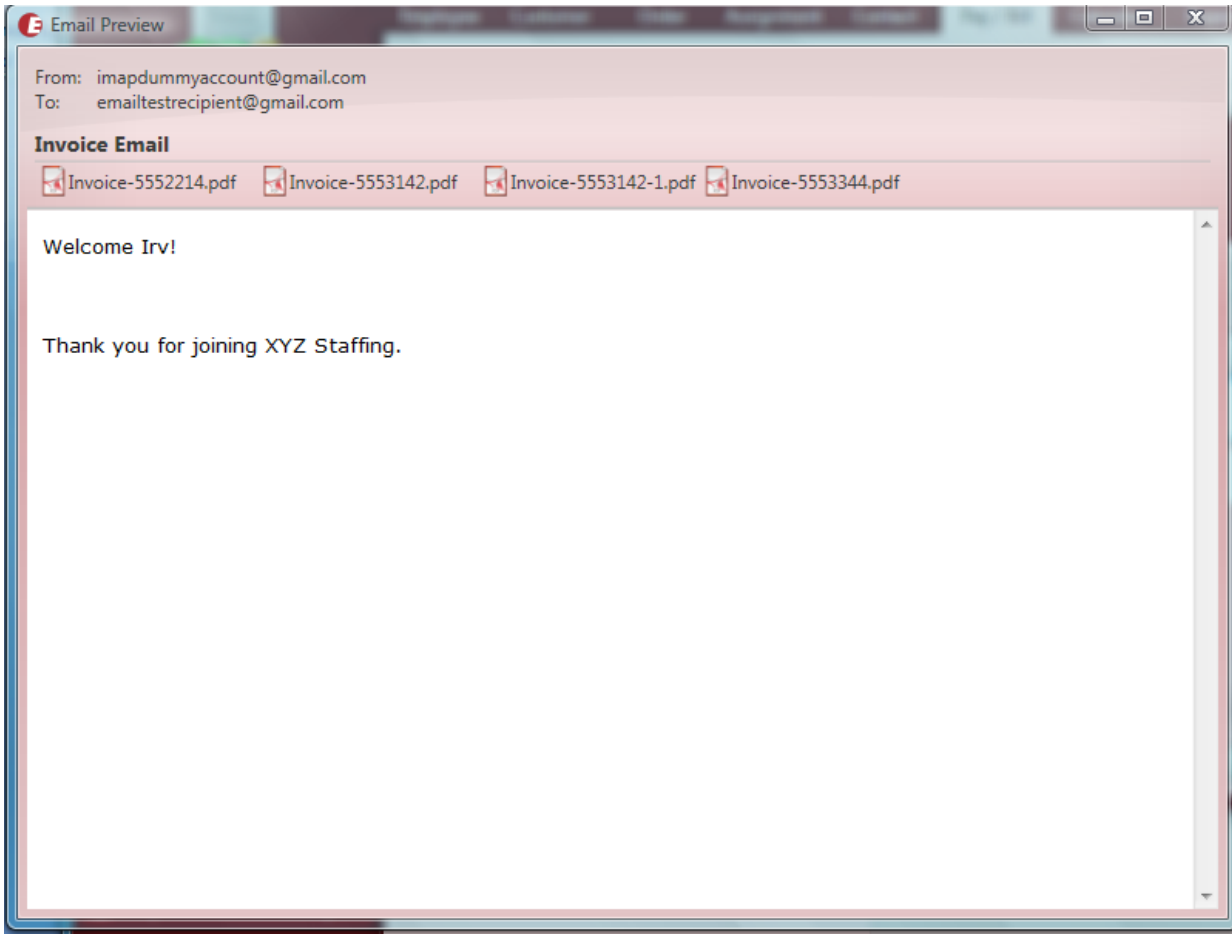 Email Preview
From: imapdummyaccount@gmail.com
To: emailtestrecipient@gmail.com
Invoice Email
Invoice-5552214.pdf Invoice-5553142.pdf Invoice-5553142-1.pdf Invoice-5553344.pdf
Welcome Irv!
Thank you for joining XYZ Staffing.